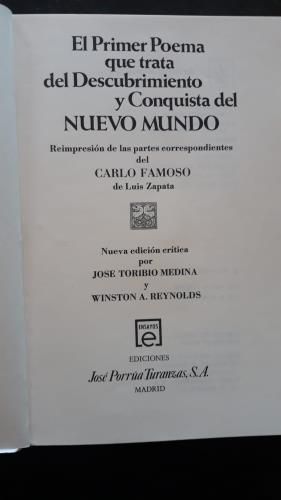 El Primer Poema
que trata
del Descubrimiento
y Conquista del
NUEVO MUNDO
Reimpresión de las partes correspondientes
del
CARLO FAMOSO
de Luis Zapata
Nueva edición crítica
por
JOSE TORIBIO MEDINA
y
WINSTON A. REYNOLDS
ENSAYOS
e
EDICIONES
José Porrúa Turanzas, S.A.
MADRID